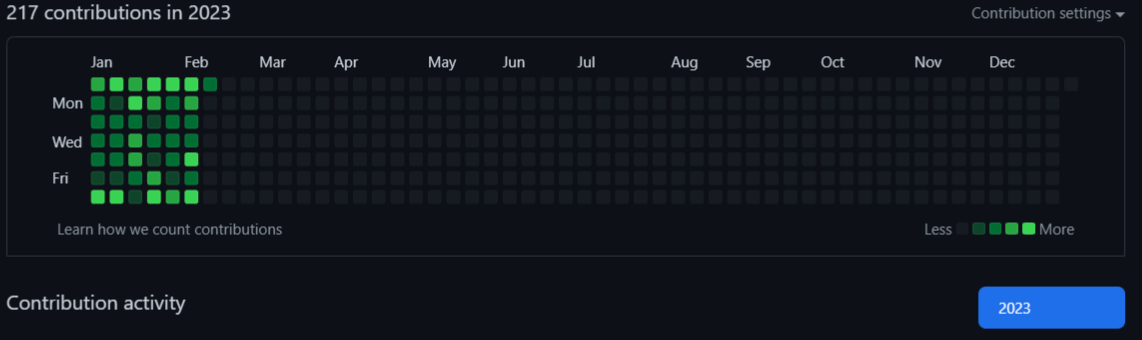 217 contributions in 2023
Contribution settings
Jan Feb Mar Apr May Jun Jul Aug Sep Oct Nov Dec
Mon
Wed
Fri
Learn how we count contributions
Less More
Contribution activity
2023